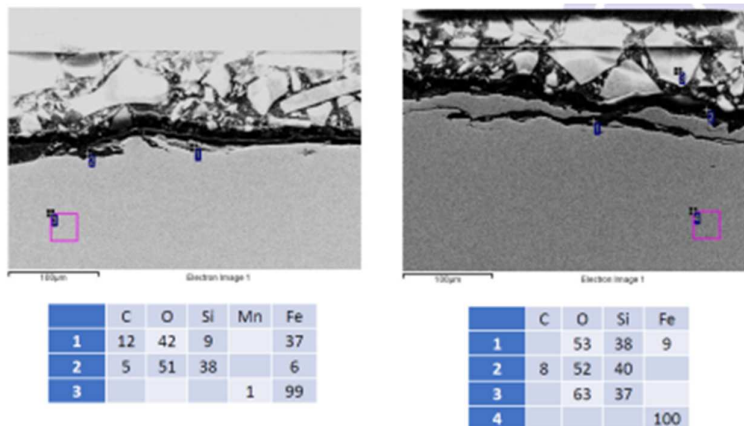 100µm Electron Image 1
100µm Electron Image 1
C O Si Mn Fe
1 12 42 9 37
2 5 51 38 6
3 1 99
C O Si Fe
1 53 38 9
2 8 52 40
3 63 37
4 100